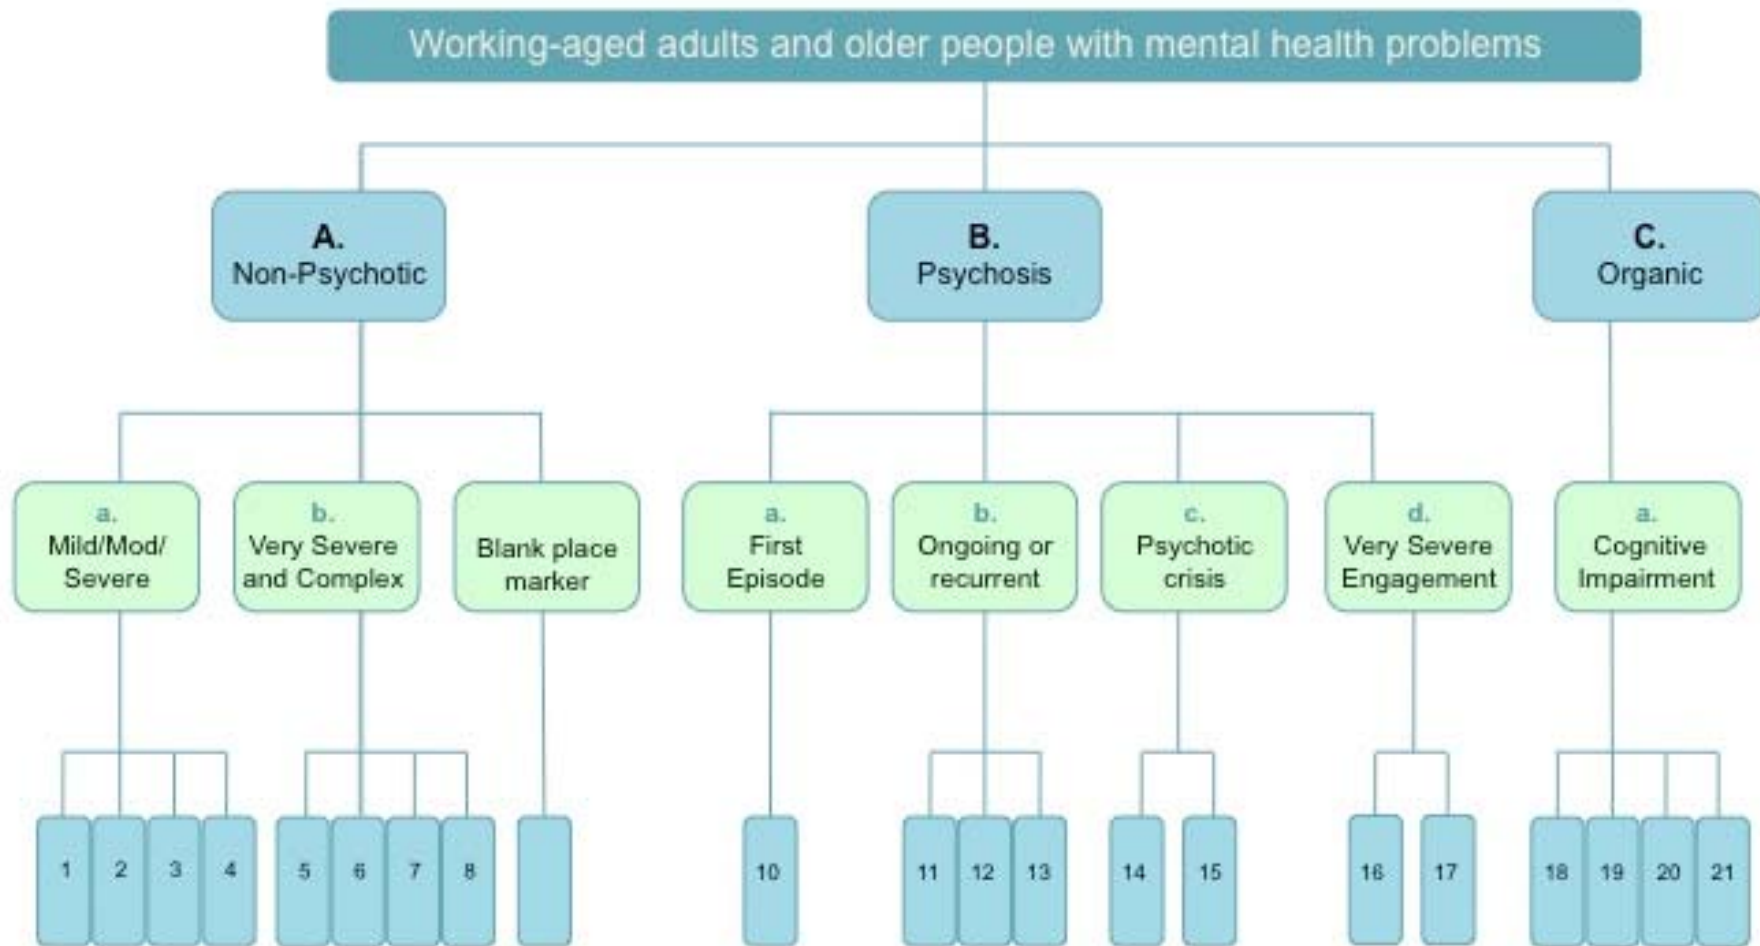 Working-aged adults and older people with mental health problems
A.
Non-Psychotic
B.
Psychosis
C.
Organic
a.
Mild/Mod/
Severe
b.
Very Severe
and Complex
Blank place
marker
a.
First
Episode
b.
Ongoing or
recurrent
c.
Psychotic
crisis
d.
Very Severe
Engagement
a.
Cognitive
Impairment
1
2
3
4
5
6
7
8
10
11
12
13
14
15
16
17
18
19
20
21